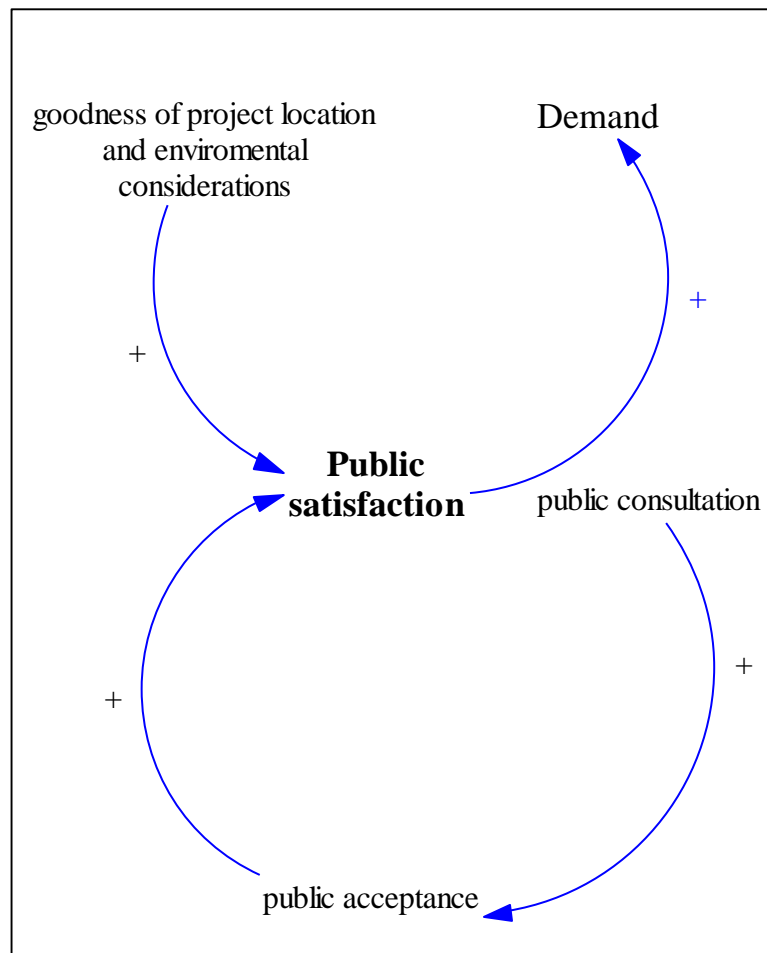 goodness of project location
and enviromental
considerations
Demand
+
+
Public
satisfaction
public consultation
+
+
public acceptance